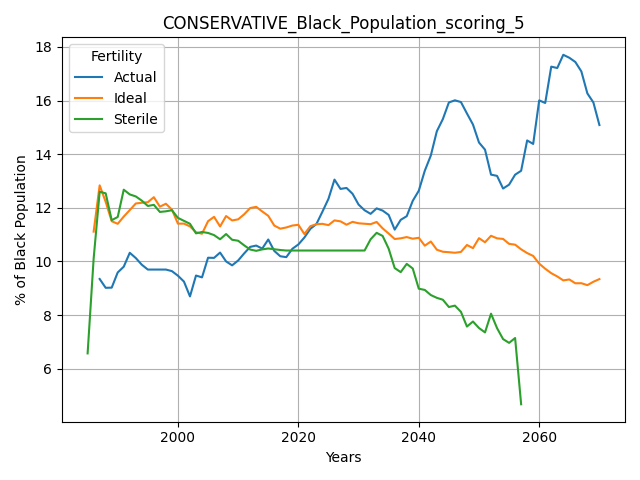 CONSERVATIVE_Black_Population_scoring_5
Fertility
Actual
Ideal
Sterile
% of Black Population
18
16
14
12
10
8
6
2000 2020 2040 2060
Years